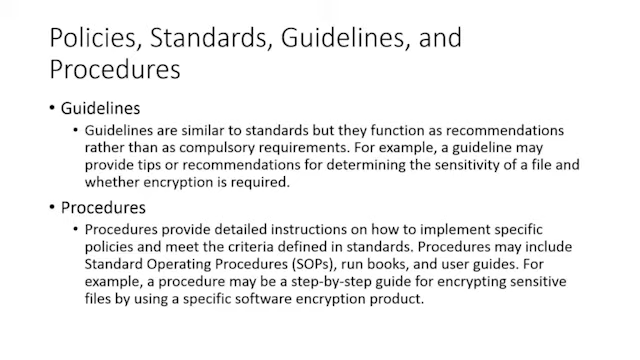 Policies, Standards, Guidelines, and
Procedures
• Guidelines
• Guidelines are similar to standards but they function as recommendations
rather than as compulsory requirements. For example, a guideline may
provide tips or recommendations for determining the sensitivity of a file and
whether encryption is required.
• Procedures
• Procedures provide detailed instructions on how to implement specific
policies and meet the criteria defined in standards. Procedures may include
Standard Operating Procedures (SOPs), run books, and user guides. For
example, a procedure may be a step-by-step guide for encrypting sensitive
files by using a specific software encryption product.